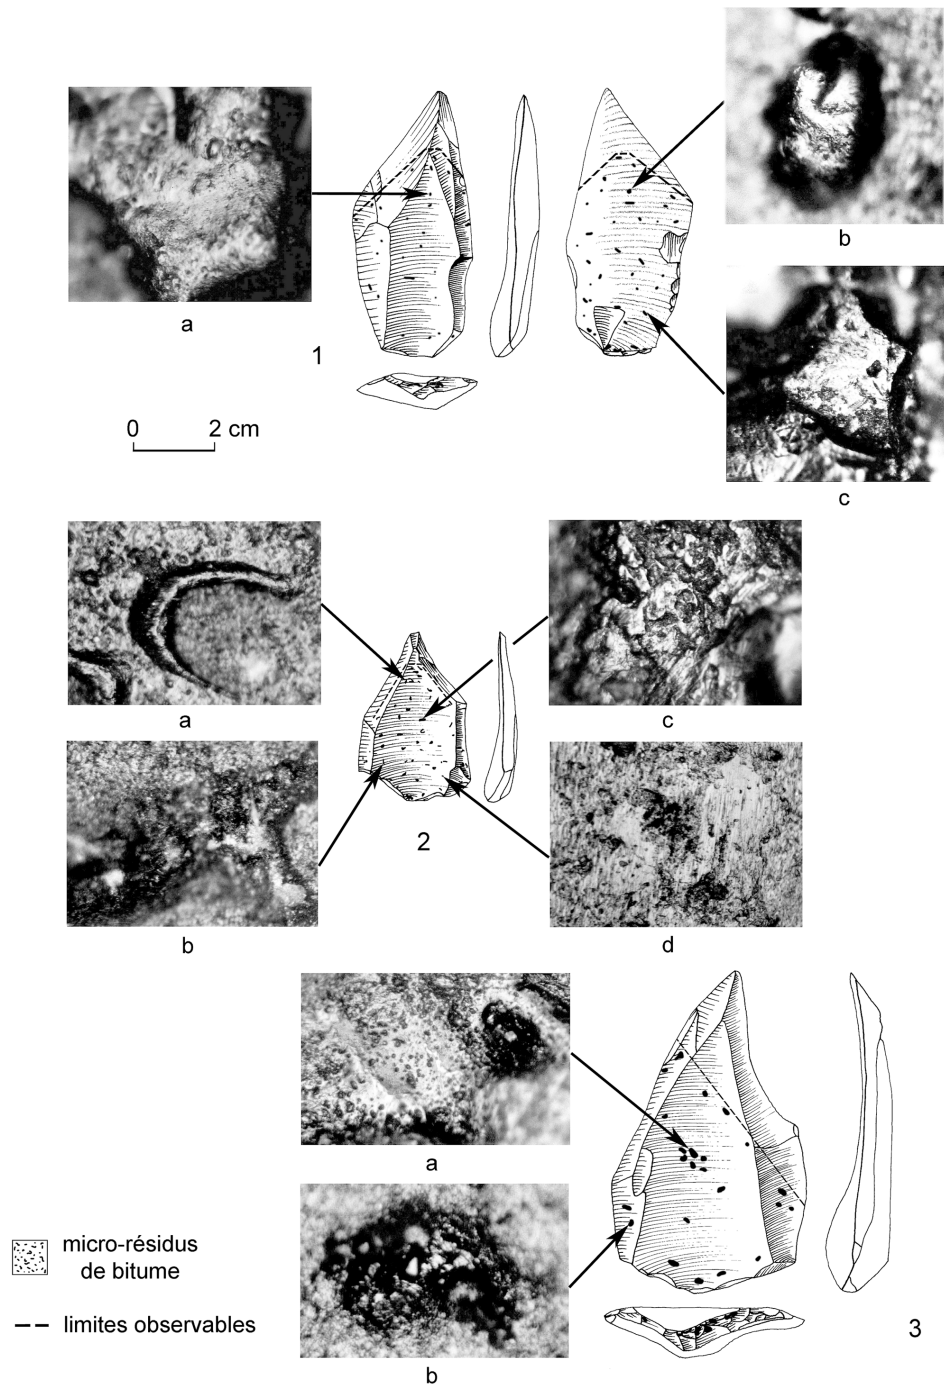 b
a
1
0 2 cm
c
a
c
2
b
d
a
micro-résidus
de bitume
limites observables
3
b